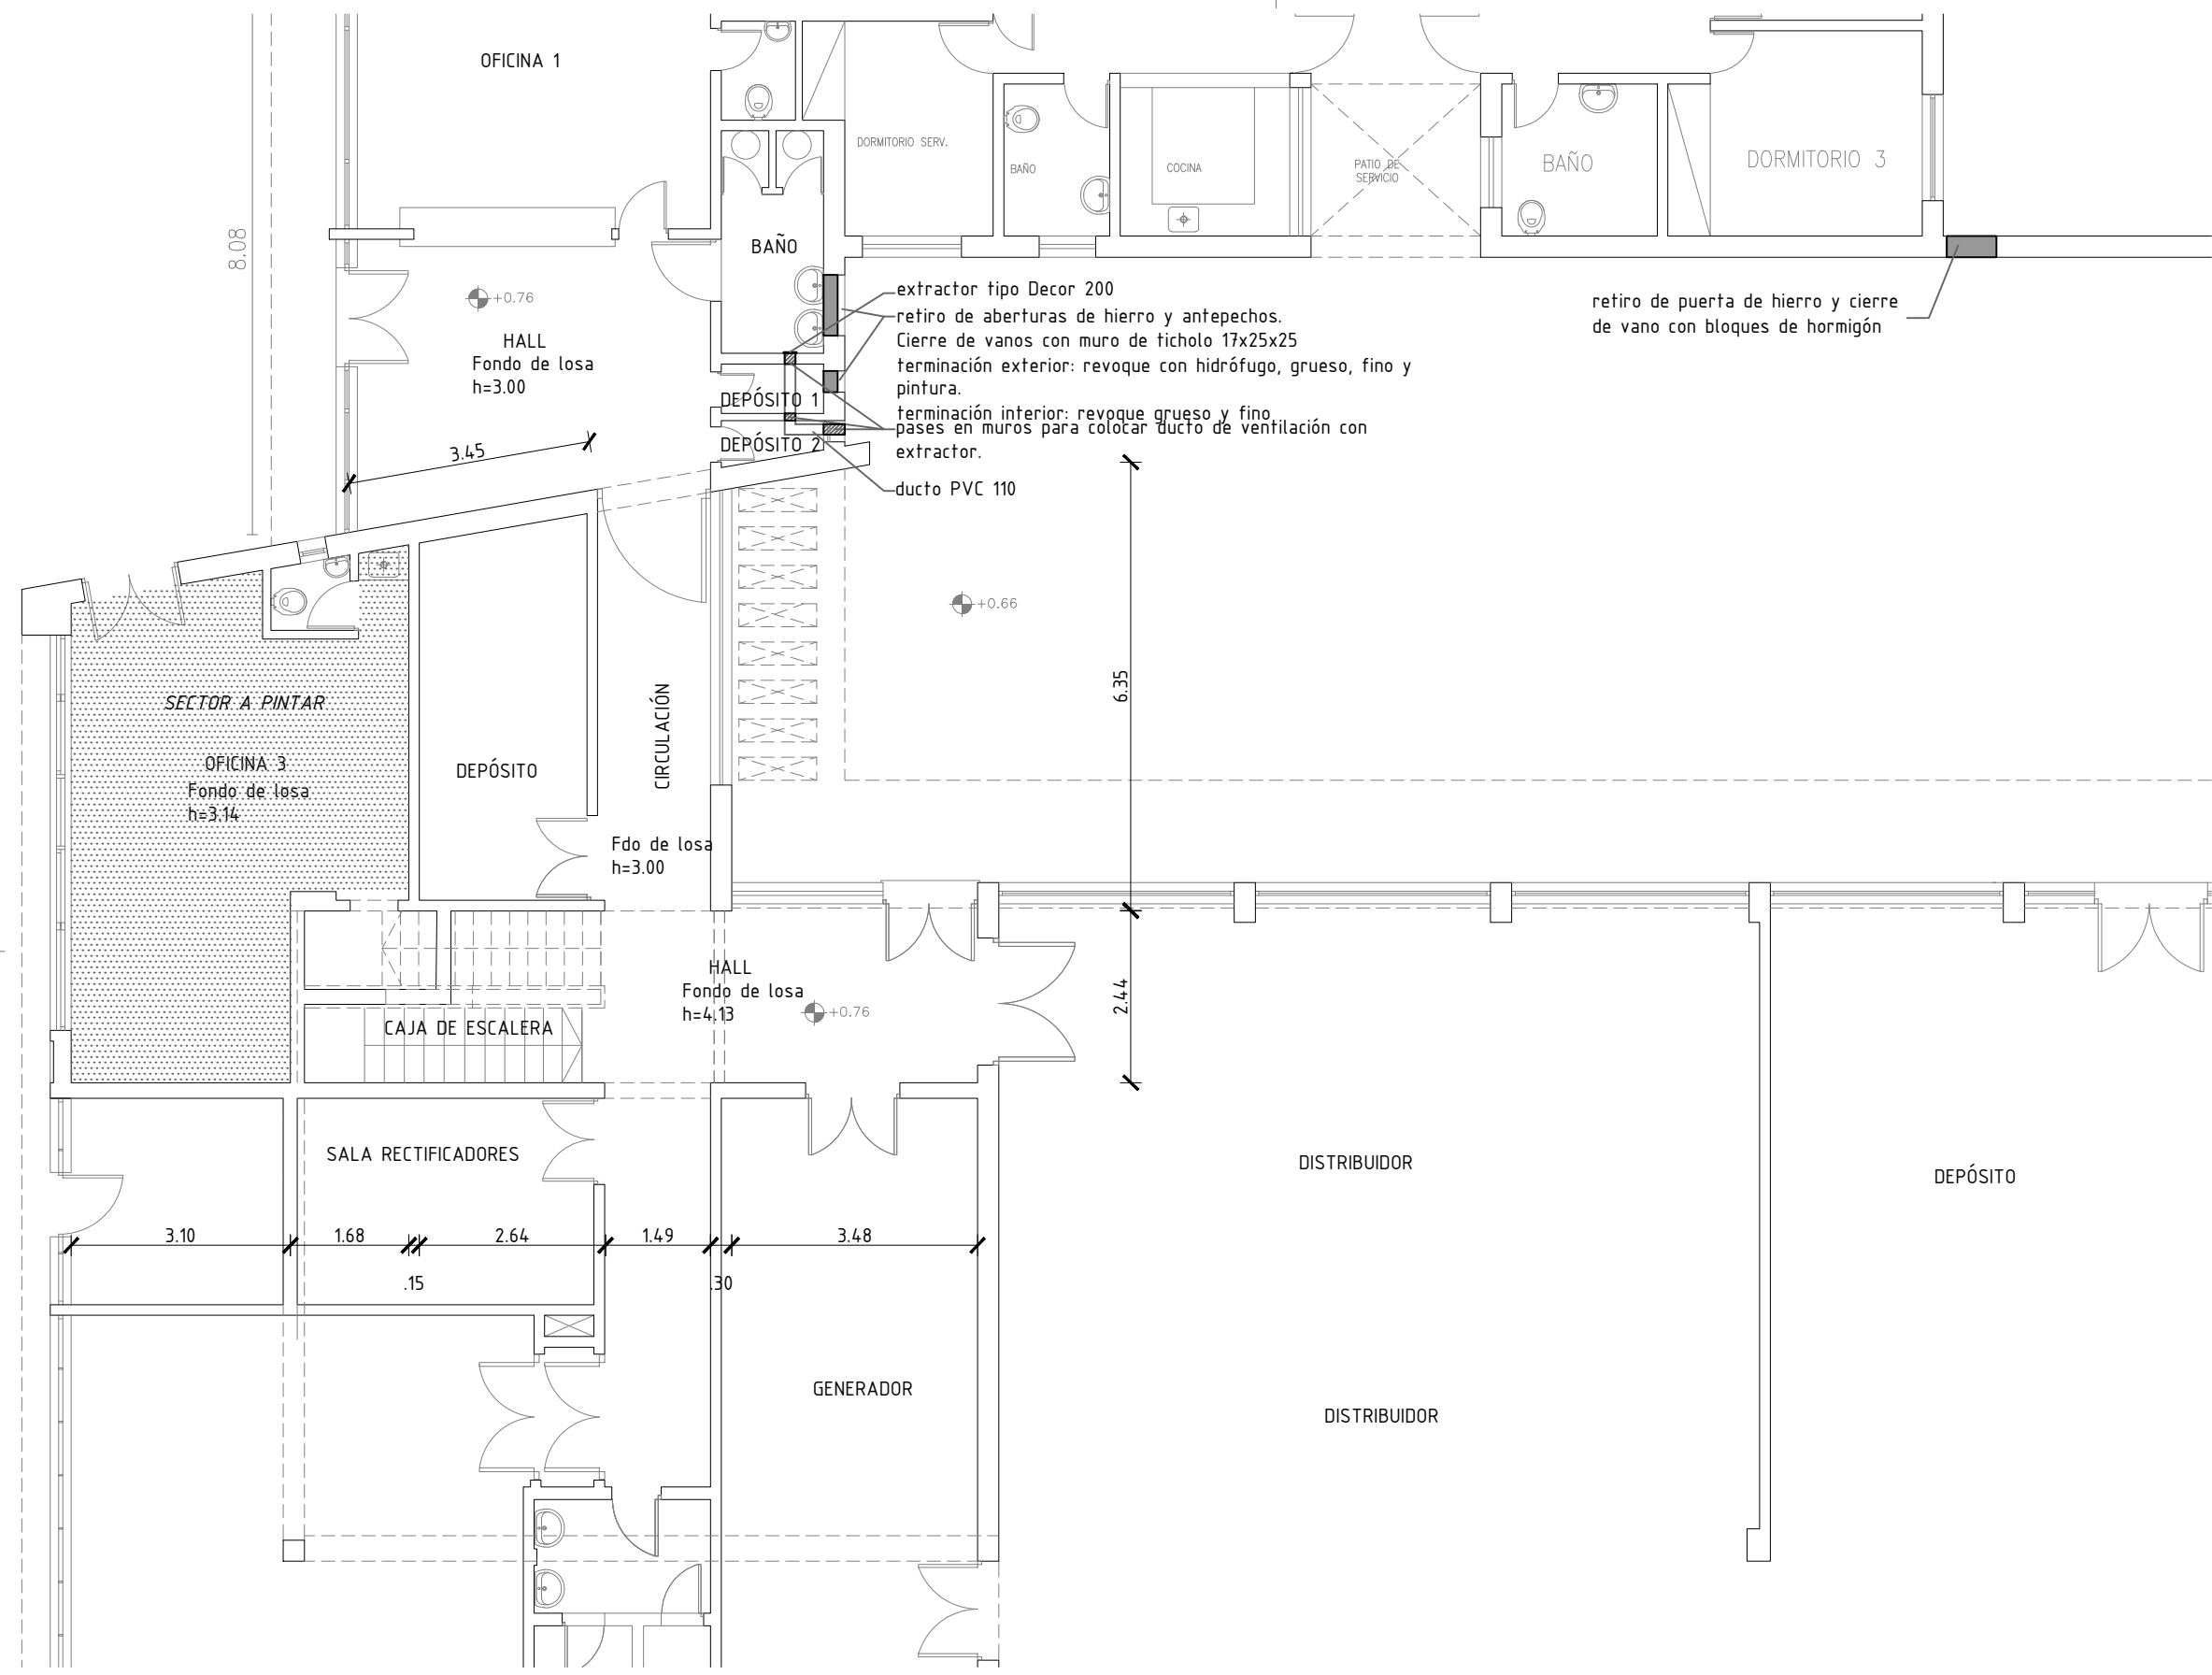 OFICINA 1
DORMITORIO SERV.
BAÑO
COCINA
PATIO DE
SERVICIO
BAÑO
DORMITORIO 3
8.08
BAÑO
+0.76
HALL
Fondo de losa
h=3.00
extractor tipo Decor 200
retiro de aberturas de hierro y antepechos.
Cierre de vanos con muro de ticholo 17x25x25
terminación exterior: revoque con hidrófugo, grueso, fino y
pintura.
terminación interior: revoque grueso y fino
pases en muros para colocar ducto de ventilación con
extractor.
ducto PVC 110
retiro de puerta de hierro y cierre
de vano con bloques de hormigón
DEPÓSITO 1
DEPÓSITO 2
3.45
+0.66
SECTOR A PINTAR
OFICINA 3
Fondo de losa
h=3.14
DEPÓSITO
CIRCULACIÓN
6.35
Fdo de losa
h=3.00
HALL
Fondo de losa
h=4.13
+0.76
2.44
CAJA DE ESCALERA
SALA RECTIFICADORES
DISTRIBUIDOR
DEPÓSITO
3.10
1.68
2.64
1.49
3.48
.15
.30
GENERADOR
DISTRIBUIDOR